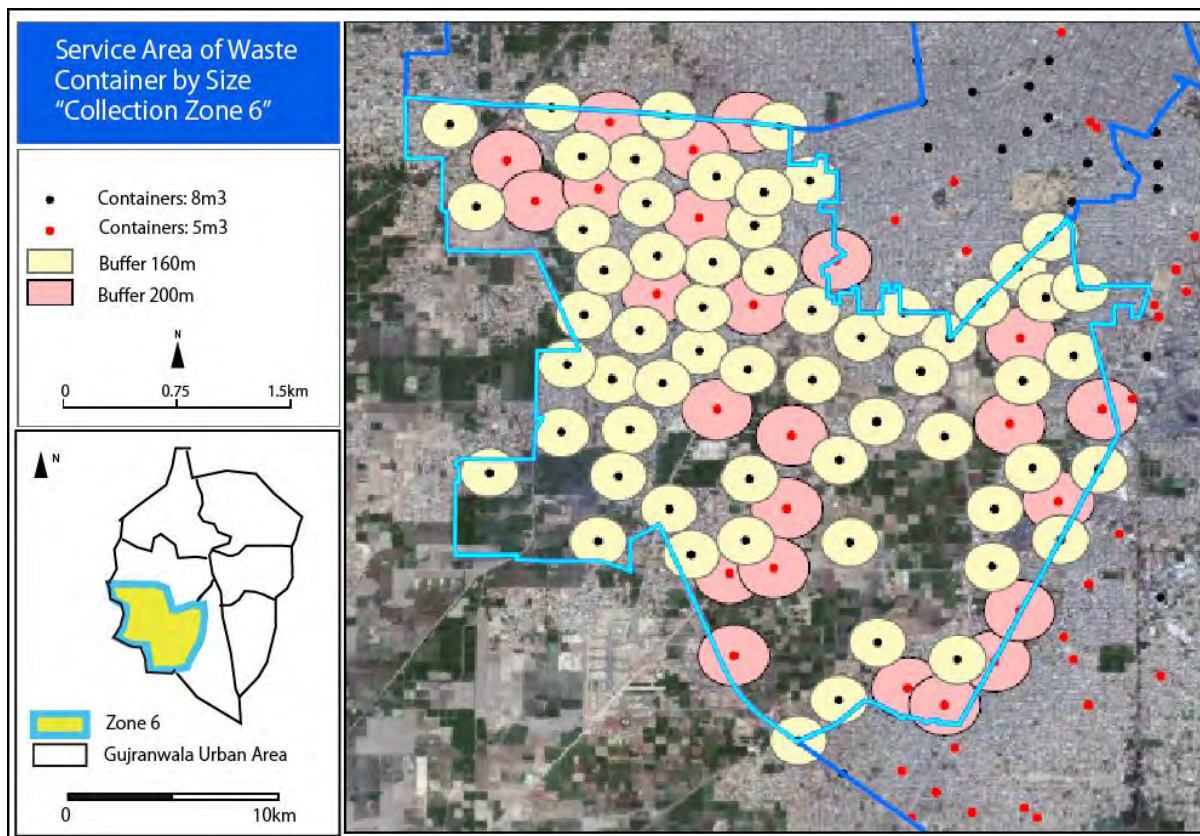 Service Area of Waste
Container by Size
“Collection Zone 6”
Containers: 8m3
Containers: 5m3
Buffer 160m
Buffer 200m
N
0 0.75 1.5km
N
Zone 6
Gujranwala Urban Area
0 10km